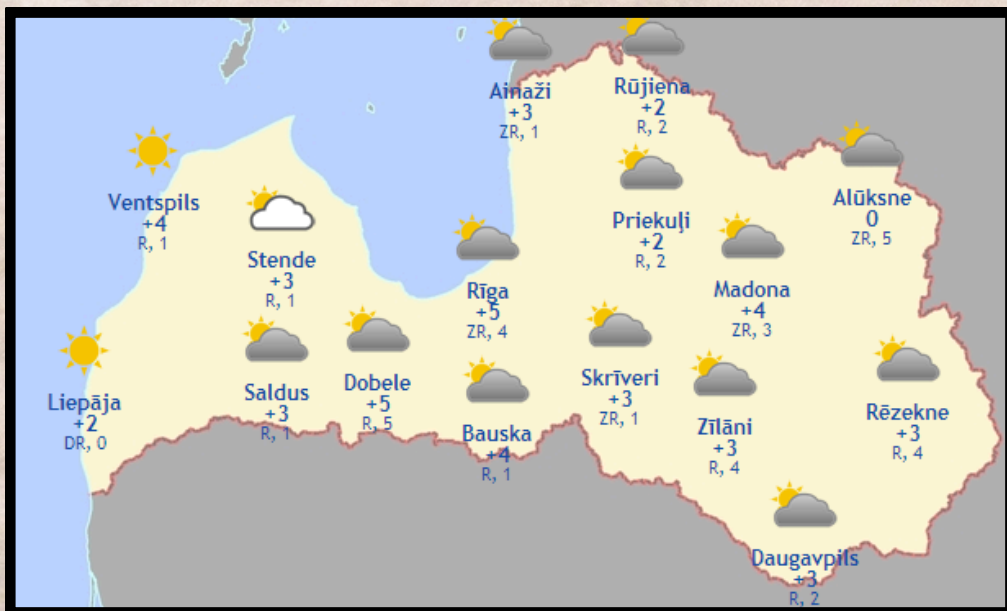 Ainaži
+3
ZR, 1
Rūjiena
+2
R, 2
Ventspils
+4
R, 1
Stende
+3
R, 1
Priekuļi
+2
R, 2
Alūksne
0
ZR, 5
Rīga
+5
ZR, 4
Madona
+4
ZR, 3
Liepāja
+2
DR, 0
Saldus
+3
R, 1
Dobele
+5
R, 5
Bauska
+4
R, 1
Skrīveri
+3
ZR, 1
Zīlāni
+3
R, 4
Rēzekne
+3
R, 4
Daugavpils
+3
R, 2